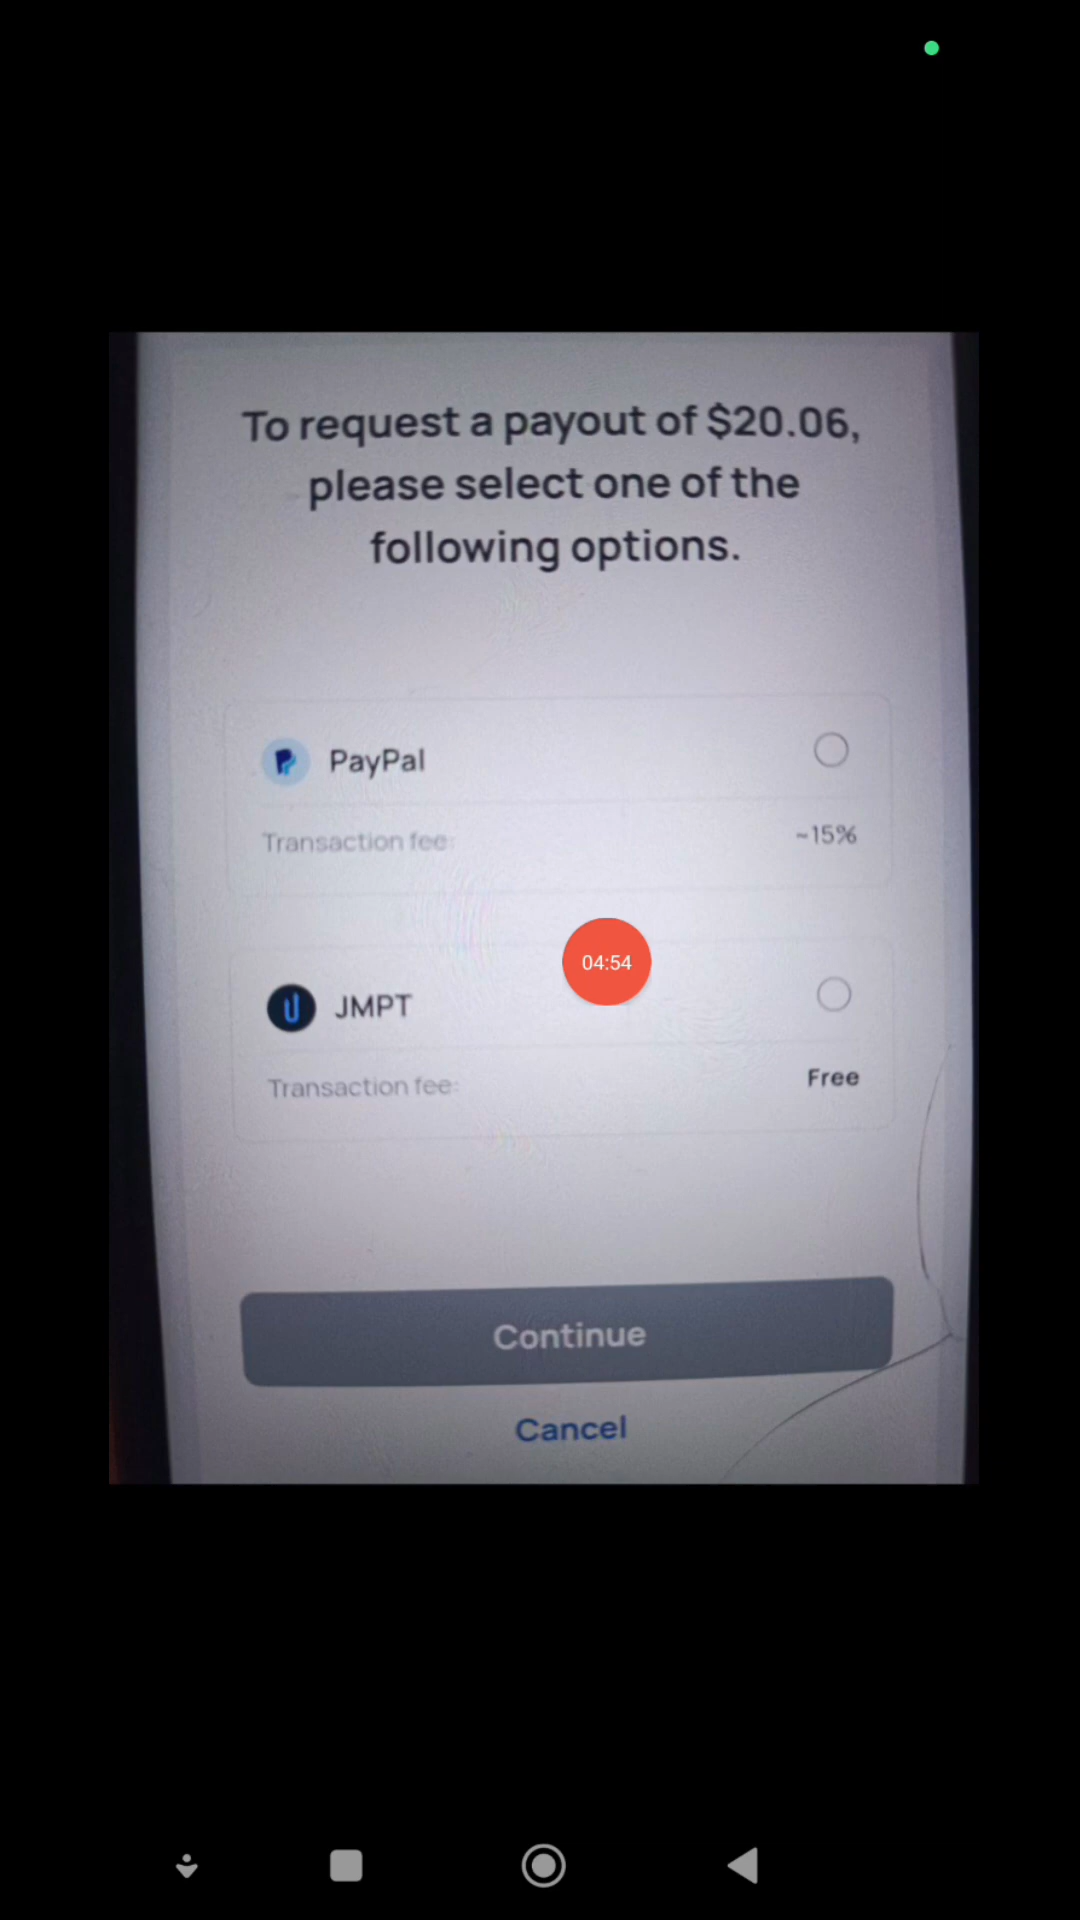 To request a payout of $20.06,
please select one of the
following options.
PayPal
Transaction fee:
~15%
04:54
JMPT
Transaction fee:
Free
Continue
Cancel